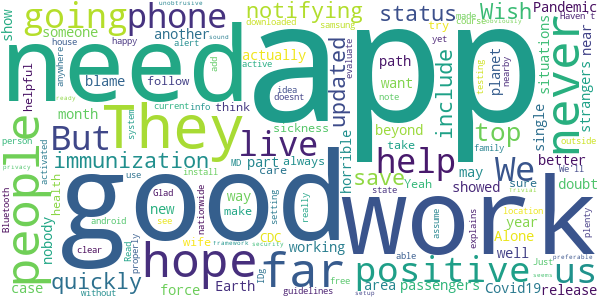 need
app
good
work
They
hope
far
But
We
never
people
positive
help
live
us
going
phone
notifying
status
Wish
Pandemic
Haven't
unobtrusive
downloaded
samsung
show
someone
another
alert
made
course
obviously
sound
try
house
happy
actually
yet
near
helpful
anywhere
blame
follow
active
path
planet
strangers
situations
add
idea
doesnt
want
evaluate
note
testing
nearby
ready
current
info
think
updated
include
month
system
sickness
beyond
top
single
horrible
person
activated
immunization
part
always
take
family
outside
better
privacy
health
use
MD
care
save
Yeah
may
showed
sure
We'll
doubt
nobody
android
install
way
new
Glad
make
setting
really
nationwide
state
assume
explains
Alone
location
year
frivial
plenty
Bluetooth
clear
Read
properly
wife
see
CDC
working
able
well
preferable
case
quickly
framework
security
Earth
IDg
free
area
passengers
Covid19
Just
seems
release
without
force
guidelines
setup